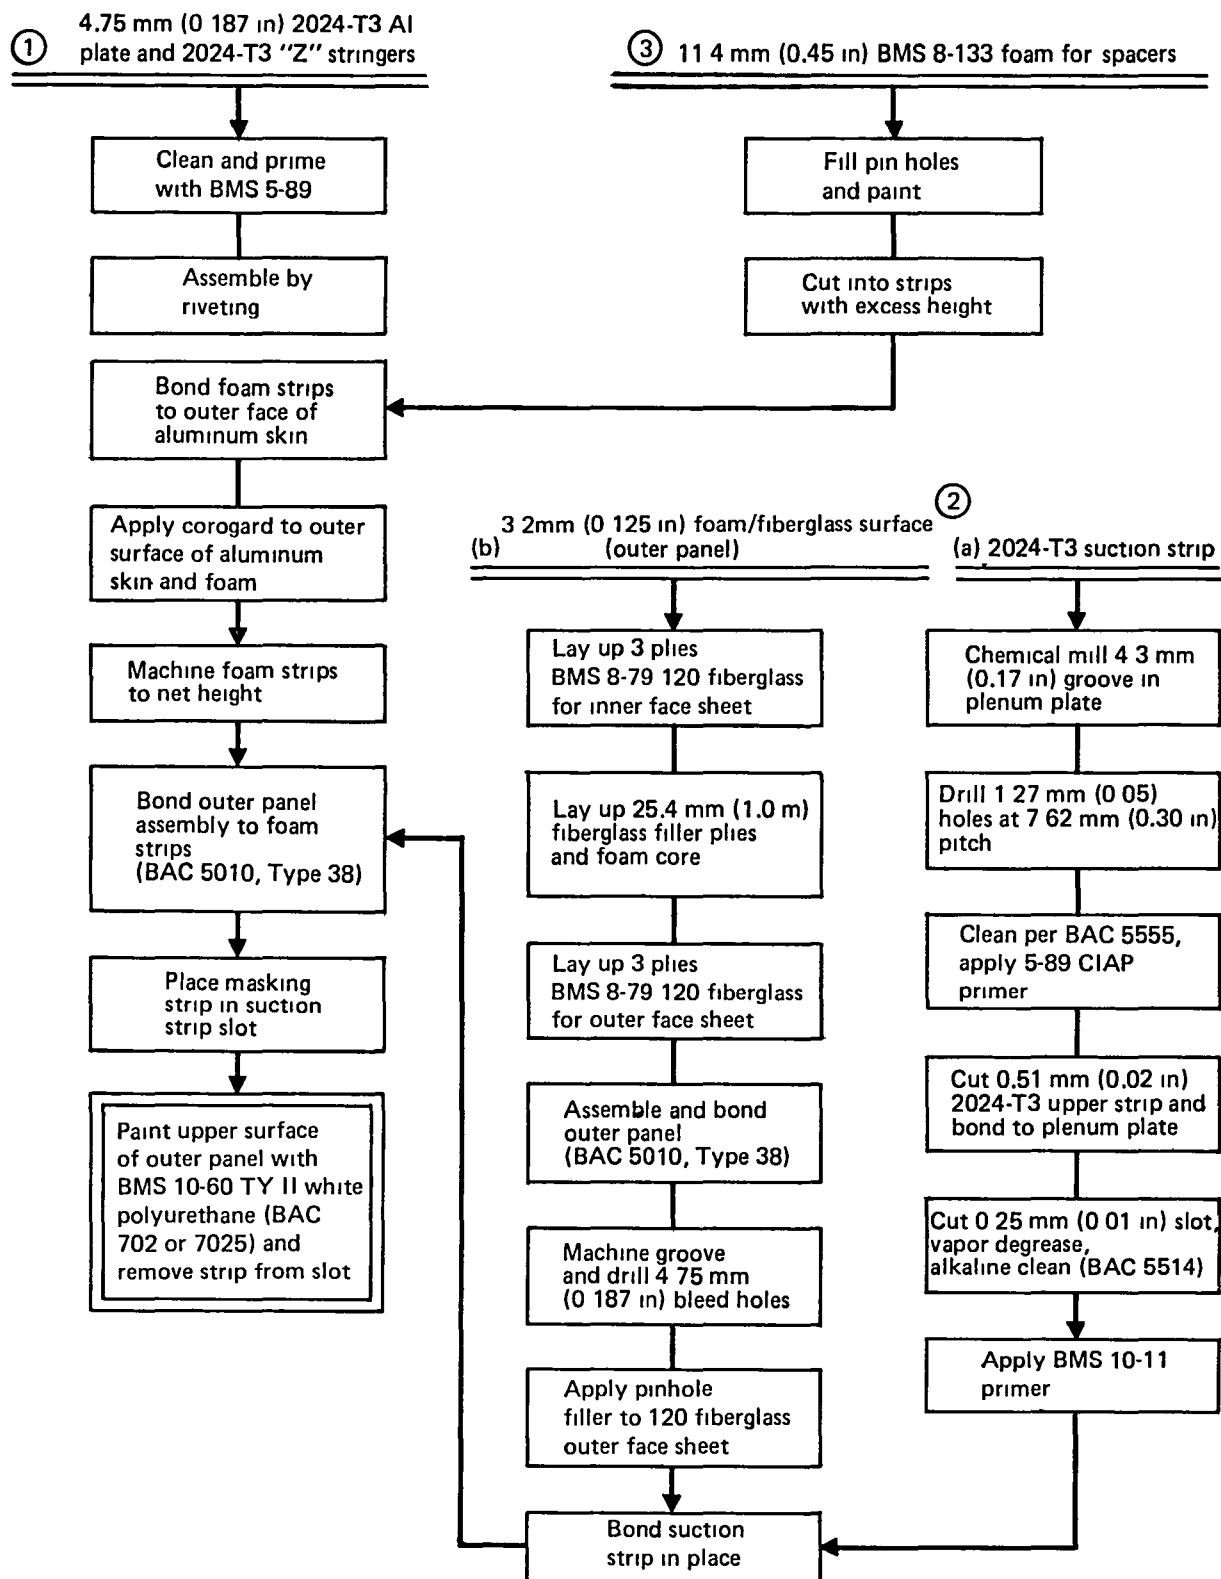 1
4.75 mm (0 187 in) 2024-T3 Al
plate and 2024-T3 "Z" stringers
Clean and prime
with BMS 5-89
Assemble by
riveting
Bond foam strips
to outer face of
aluminum skin
Apply corogard to outer
surface of aluminum
skin and foam
Machine foam strips
to net height
Bond outer panel
assembly to foam
strips
(BAC 5010, Type 38)
Place masking
strip in suction
strip slot
Paint upper surface
of outer panel with
BMS 10-60 TY II white
polyurethane (BAC
702 or 7025) and
remove strip from slot
3
11 4 mm (0.45 in) BMS 8-133 foam for spacers
Fill pin holes
and paint
Cut into strips
with excess height
2
(b)
3 2mm (0 125 in) foam/fiberglass surface
(outer panel)
Lay up 3 plies
BMS 8-79 120 fiberglass
for inner face sheet
Lay up 25.4 mm (1.0 m)
fiberglass filler plies
and foam core
Lay up 3 plies
BMS 8-79 120 fiberglass
for outer face sheet
Assemble and bond
outer panel
(BAC 5010, Type 38)
Machine groove
and drill 4 75 mm
(0 187 in) bleed holes
Apply pinhole
filler to 120 fiberglass
outer face sheet
Bond suction
strip in place
(a) 2024-T3 suction strip
Chemical mill 4 3 mm
(0.17 in) groove in
plenum plate
Drill 1 27 mm (0 05)
holes at 7 62 mm (0.30 in)
pitch
Clean per BAC 5555,
apply 5-89 CIAP
primer
Cut 0.51 mm (0.02 in)
2024-T3 upper strip and
bond to plenum plate
Cut 0 25 mm (0 01 in) slot,
vapor degrease,
alkaline clean (BAC 5514)
Apply BMS 10-11
primer